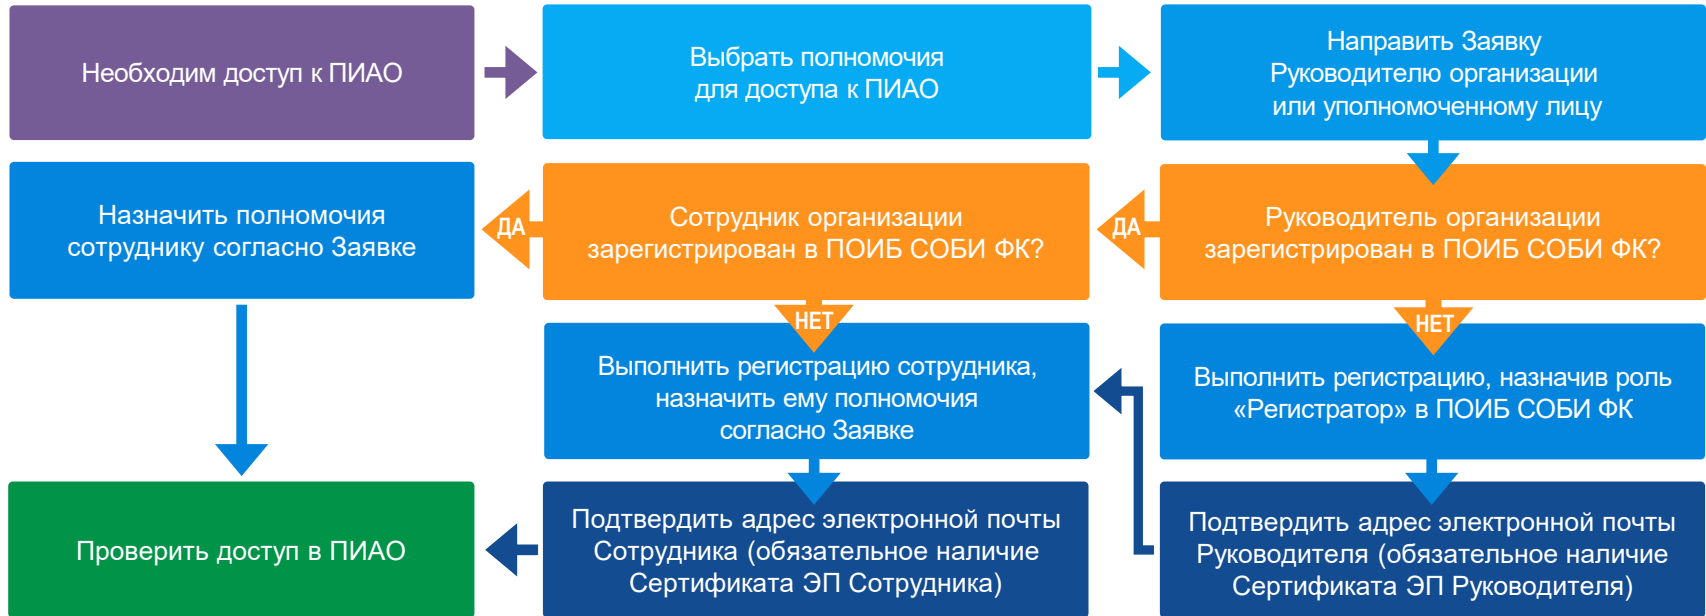 Необходим доступ к ПИАО
Выбрать полномочия
для доступа к ПИАО
Направить Заявку
Руководителю организации
или уполномоченному лицу
Руководитель организации
зарегистрирован в ПОИБ СОБИ ФК?
ДА
Сотрудник организации
зарегистрирован в ПОИБ СОБИ ФК?
ДА
Назначить полномочия
сотруднику согласно Заявке
НЕТ
НЕТ
Выполнить регистрацию сотрудника,
назначить ему полномочия
согласно Заявке
Выполнить регистрацию, назначив роль
«Регистратор» в ПОИБ СОБИ ФК
Проверить доступ в ПИАО
Подтвердить адрес электронной почты
Сотрудника (обязательное наличие
Сертификата ЭП Сотрудника)
Подтвердить адрес электронной почты
Руководителя (обязательное наличие
Сертификата ЭП Руководителя)